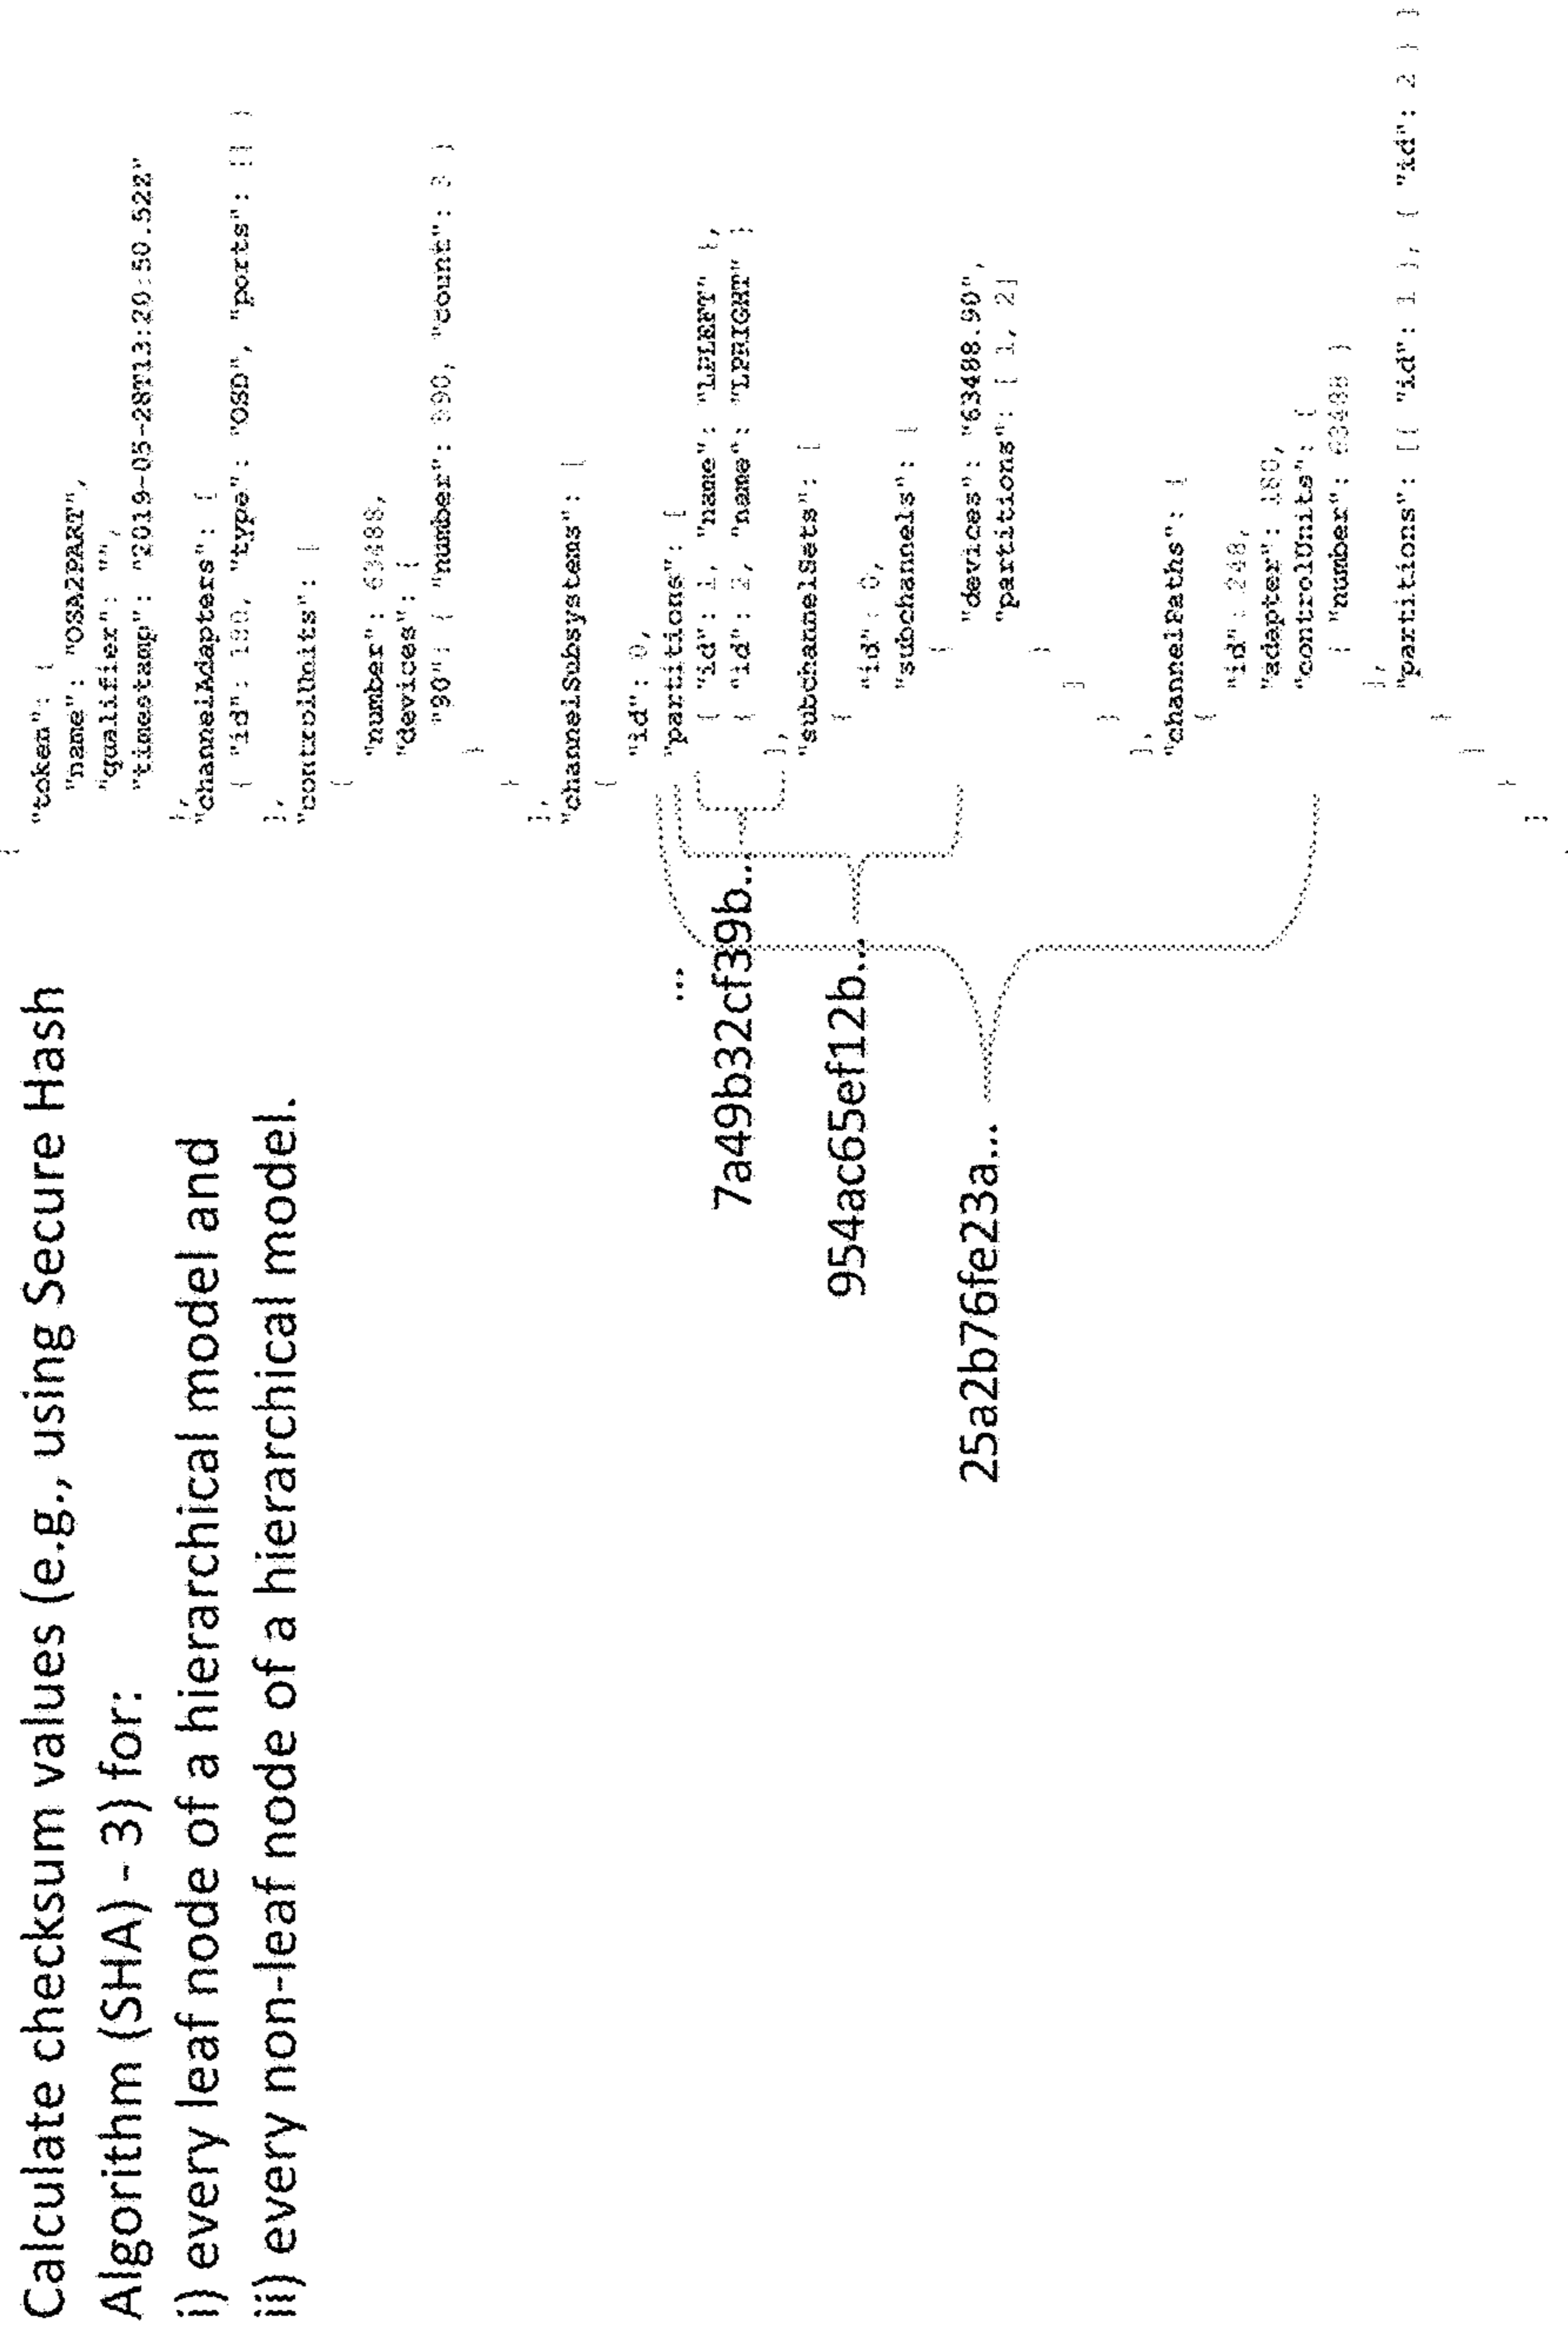 Calculate checksum values (e.g., using Secure Hash
Algorithm (SHA) - 3) for:
i) every leaf node of a hierarchical model and
ii) every non-leaf node of a hierarchical model.
...
7a49b32cf39b...
954ac65ef12b...
25a2b76fe23a...
{
"token": {
"name": "OSA2PART",
"qualifier": "",
"timestamp": "2019-05-28T13:20:50.52Z"
},
"channelAdapters": [
{ "id": 180, "type": "OSD", "ports": [] }
],
"controlUnits": [
{
"number": 63488,
"devices": {
"90": { "number": "count": }
}
}
],
"channelSubsystems": [
{
"id": 0,
"partitions": [
{ "id": 1, "name": "LPLEFT" },
{ "id": 2, "name": "LPRIGHT" }
],
"subchannelSets": [
{
"id": 0,
"subchannels": [
{
"devices": "63488.90",
"partitions": [ 1, 2]
}
]
}
],
"channelPaths": [
{
"id": 248,
"adapter": 180,
"controlUnits": [
{ "number": 63488 }
],
"partitions": [[ "id": 1 }, { "id": 2 } ]
}
]
}
]